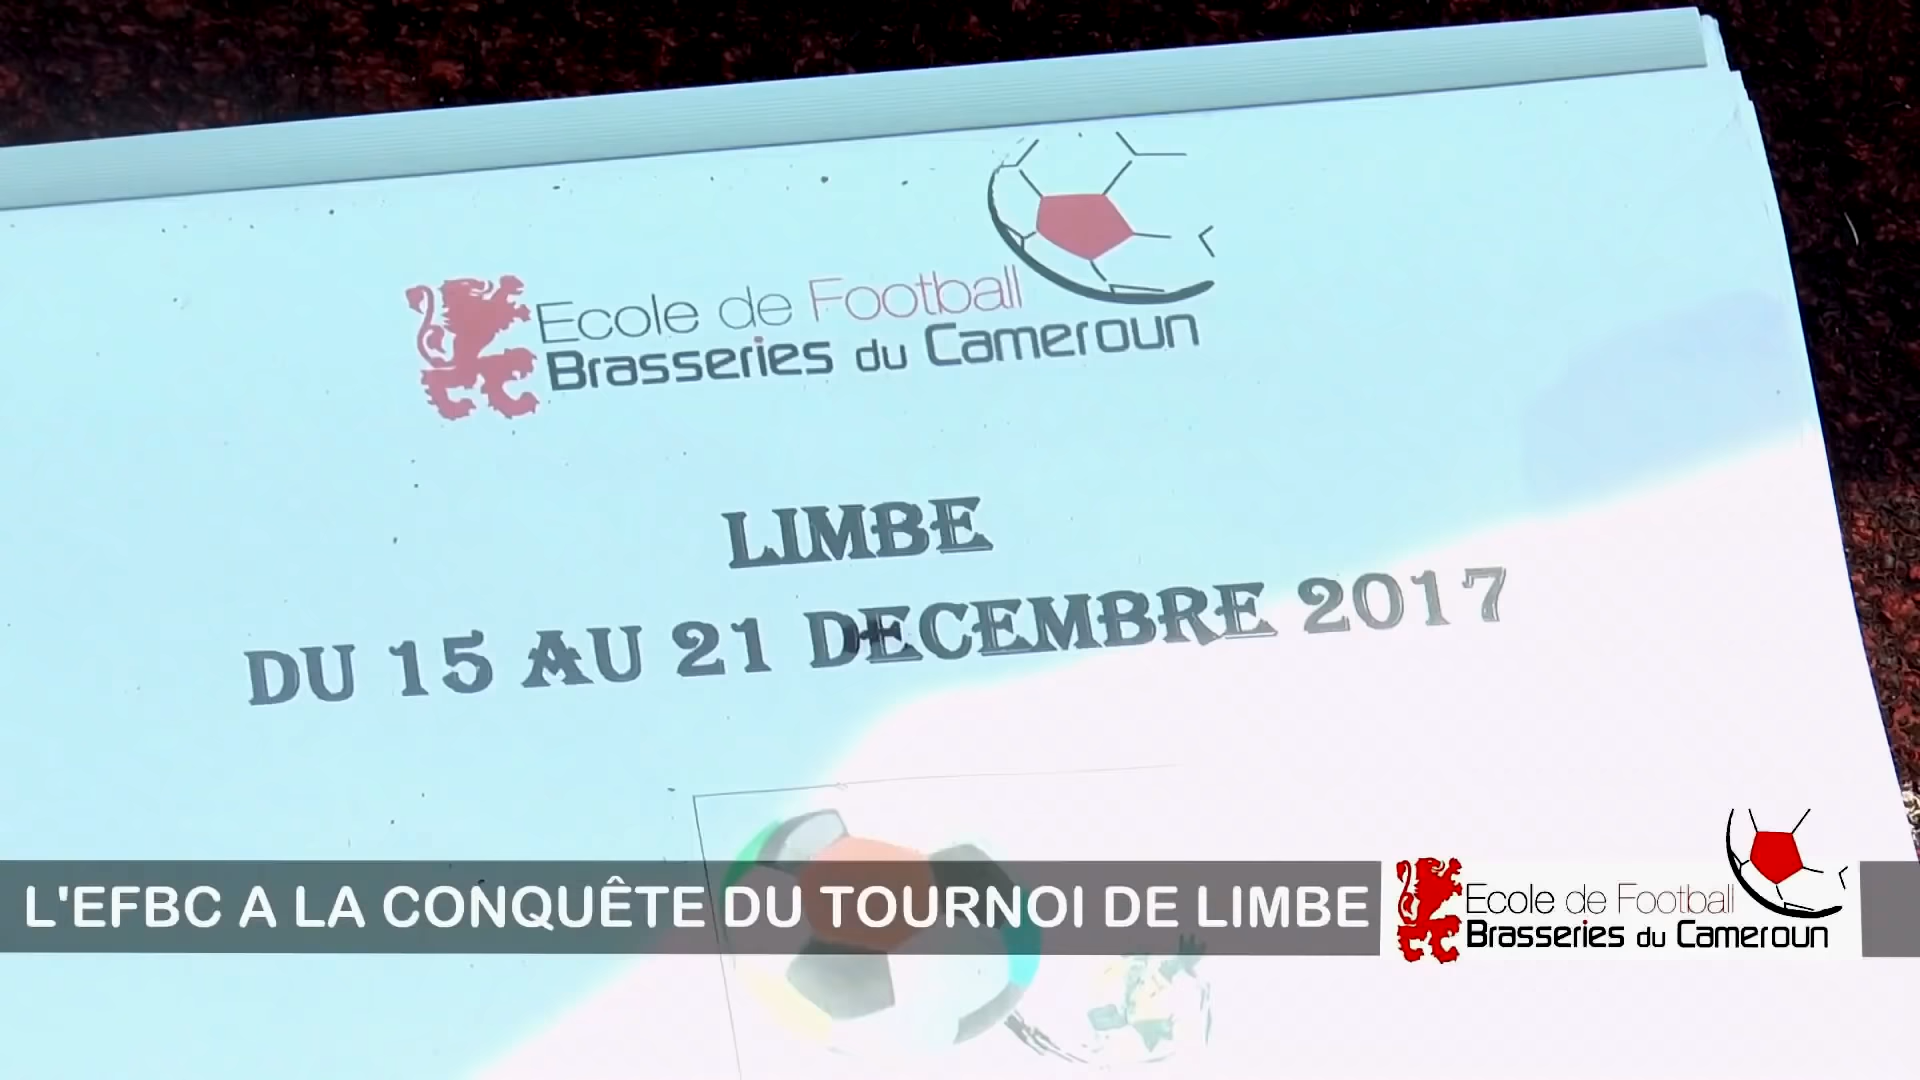 Ecole de Football
Brasseries du Cameroun
LIMBE
DU 15 AU 21 DECEMBRE 2017
L'EFBC A LA CONQUÊTE DU TOURNOI DE LIMBE
Ecole de Football
Brasseries du Cameroun